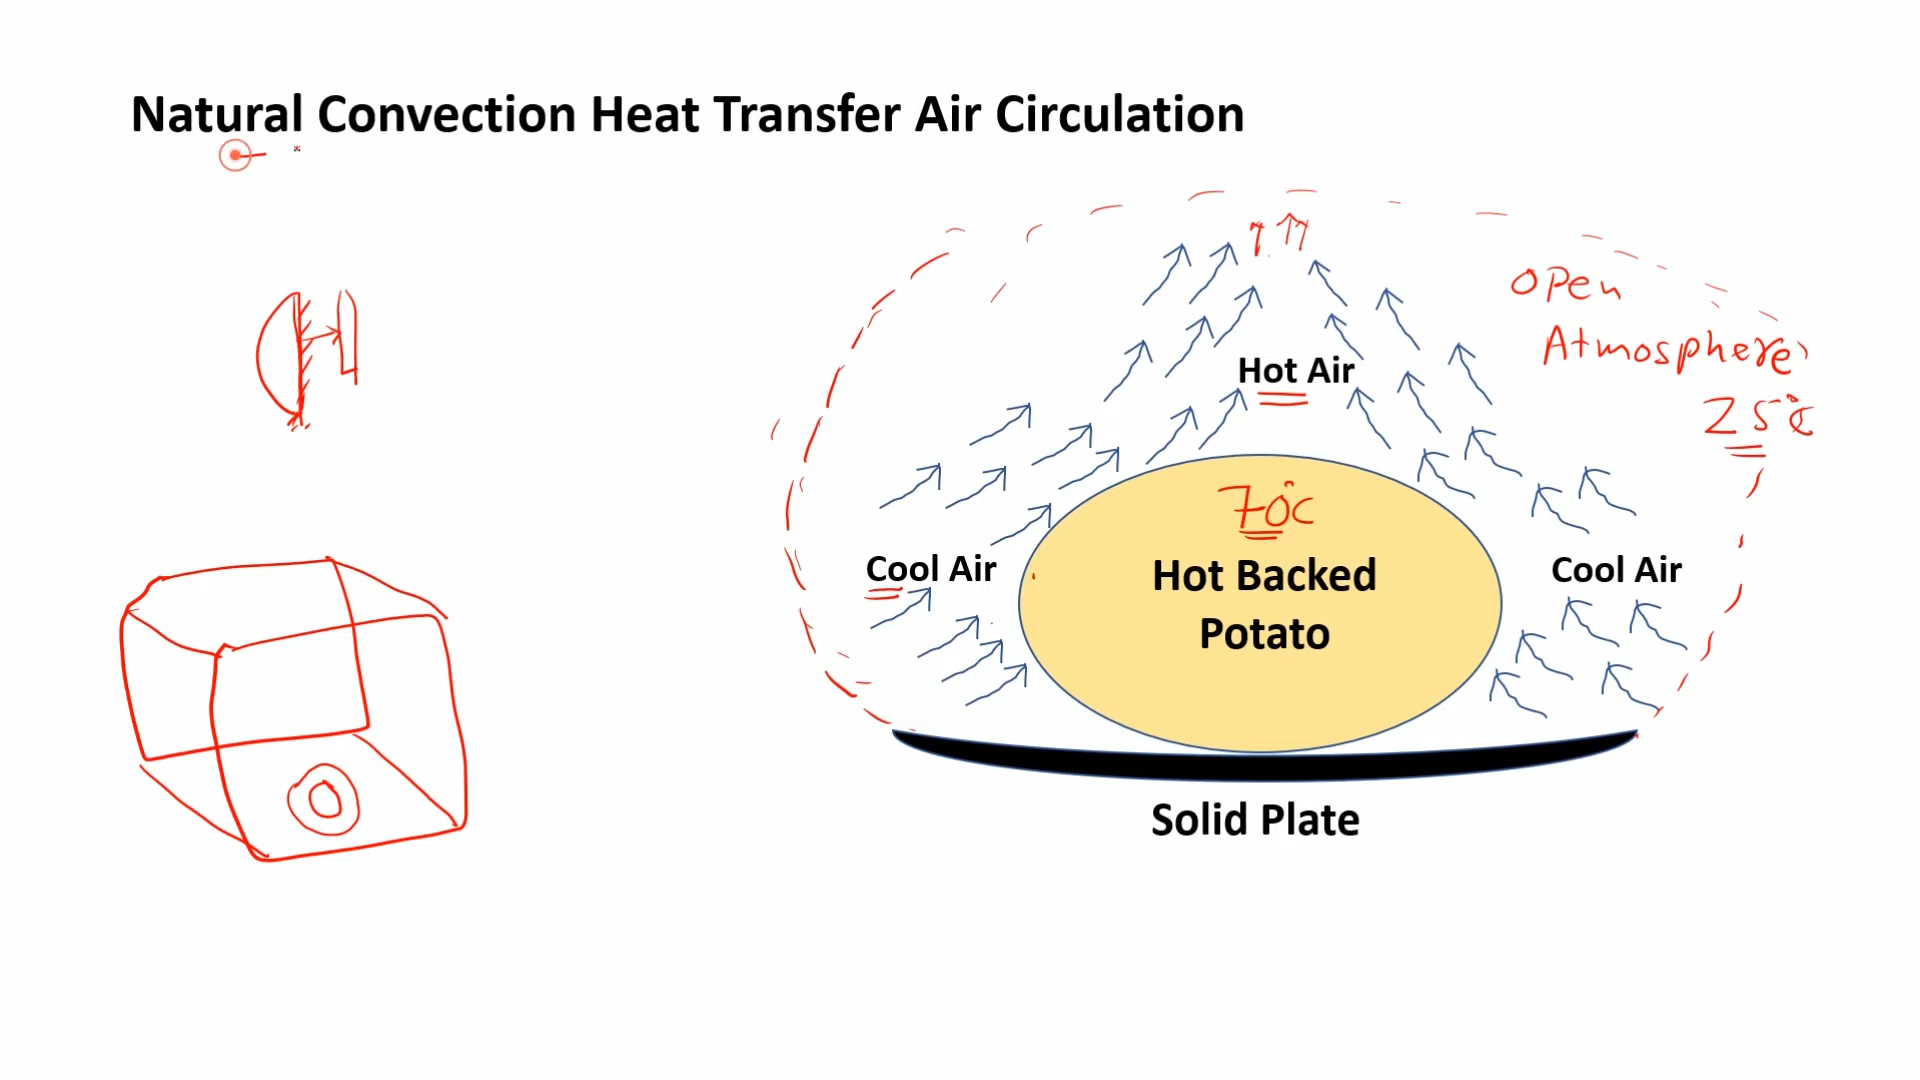 Natural Convection Heat Transfer Air Circulation
Open
Atmosphere,
25°c
Hot Air
70°c
Cool Air
Hot Backed
Potato
Cool Air
Solid Plate